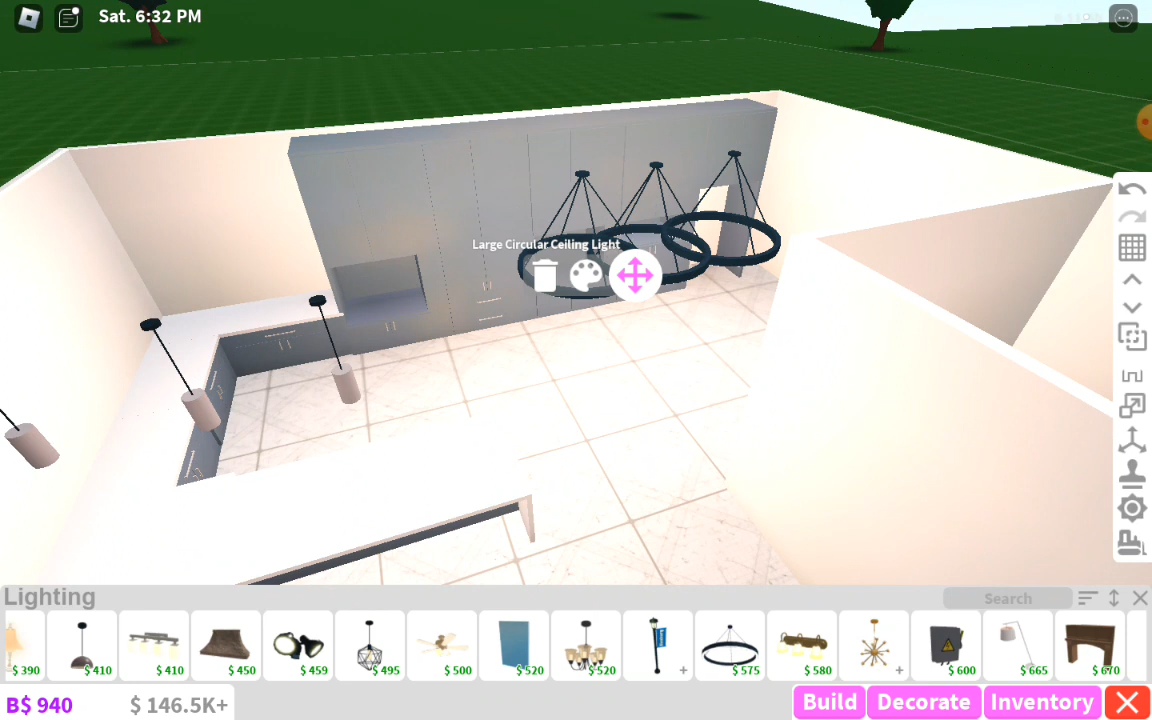 Sat. 6:32 PM
Large Circular Ceiling Light
Lighting
Search
$ 390
$ 410
$ 410
$ 450
$ 459
$ 495
$ 500
$ 520
$ 520
$ 575
$ 580
$ 600
$ 665
$ 670
B$ 940
$ 146.5K+
Build
Decorate
Inventory